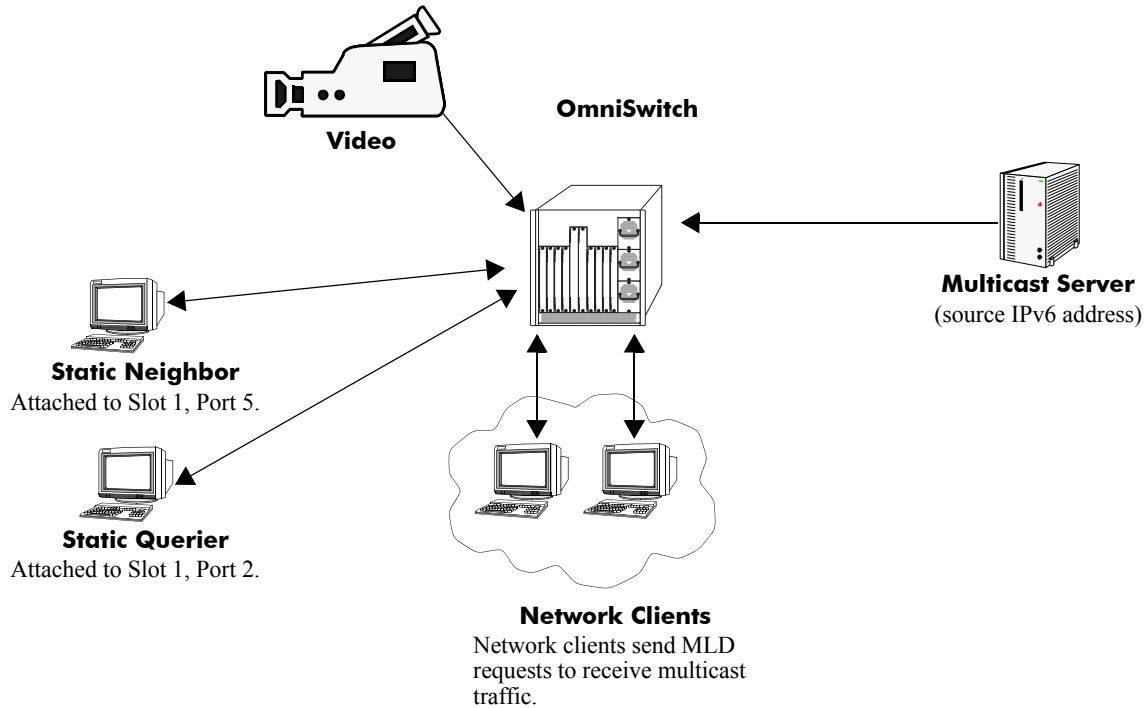 OmniSwitch
Video
Multicast Server
(source IPv6 address)
Static Neighbor
Attached to Slot 1, Port 5.
Static Querier
Attached to Slot 1, Port 2.
Network Clients
Network clients send MLD
requests to receive multicast
traffic.